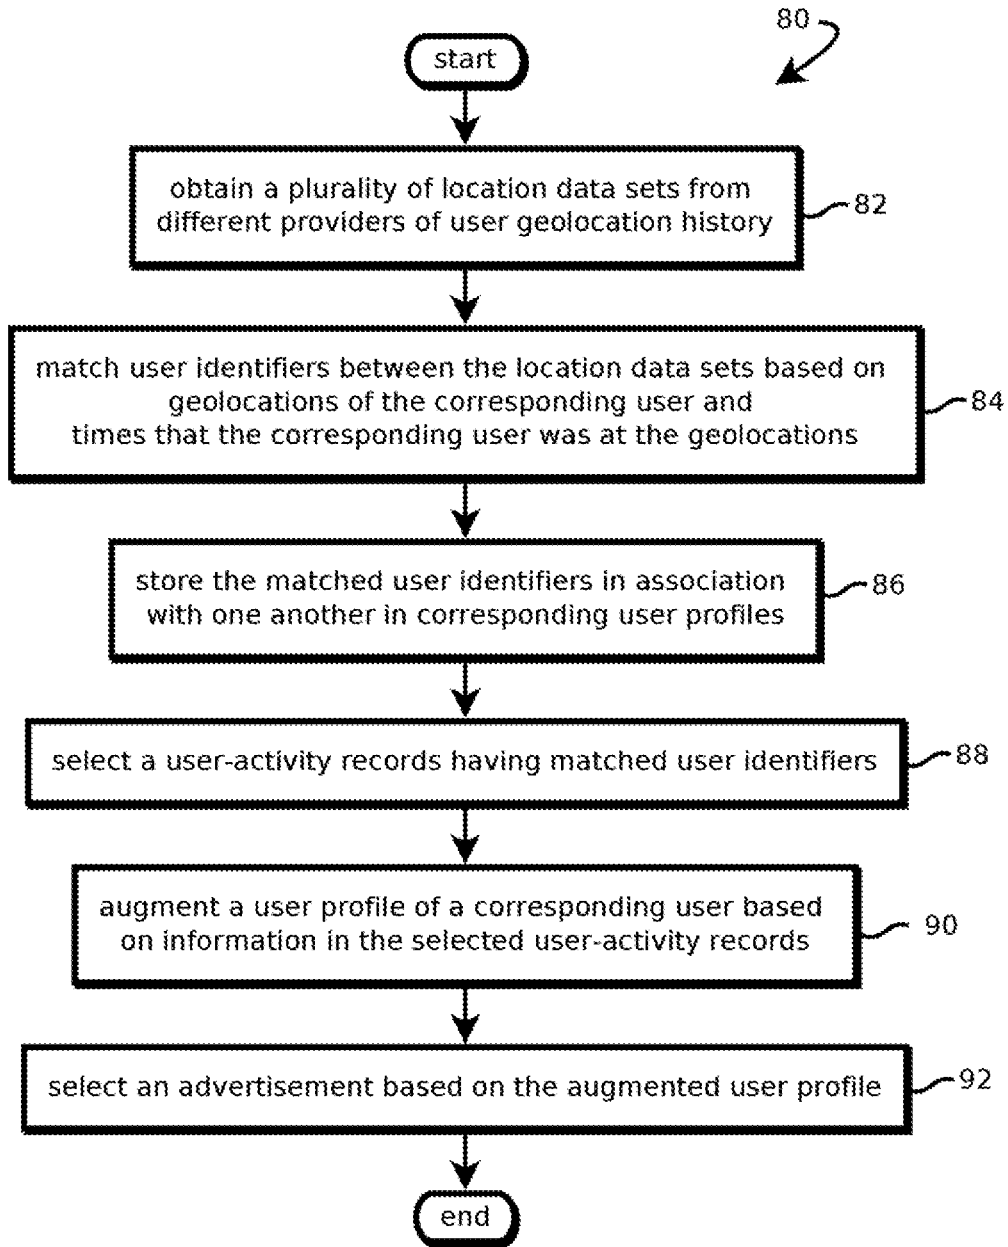 80
start
obtain a plurality of location data sets from
different providers of user geolocation history
82
match user identifiers between the location data sets based on
geolocations of the corresponding user and
times that the corresponding user was at the geolocations
84
store the matched user identifiers in association
with one another in corresponding user profiles
86
select a user-activity records having matched user identifiers
88
augment a user profile of a corresponding user based
on information in the selected user-activity records
90
select an advertisement based on the augmented user profile
92
end